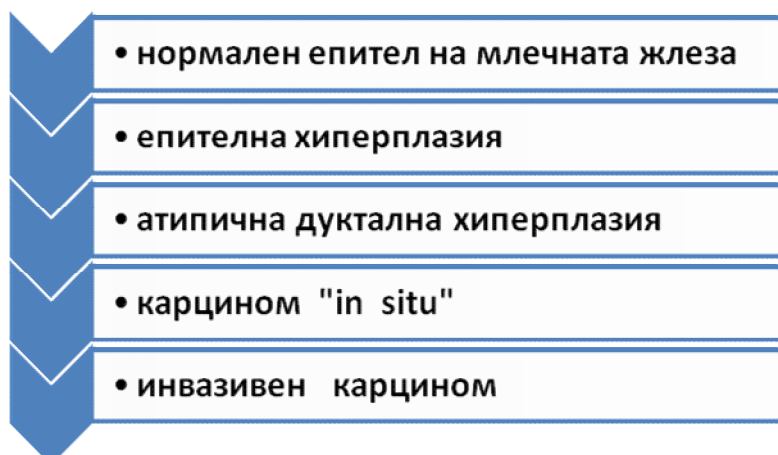 • нормален епител на млечната жлеза
• епителна хиперплазия
• атипична дуктална хиперплазия
• карцином "in situ"
• инвазивен карцином